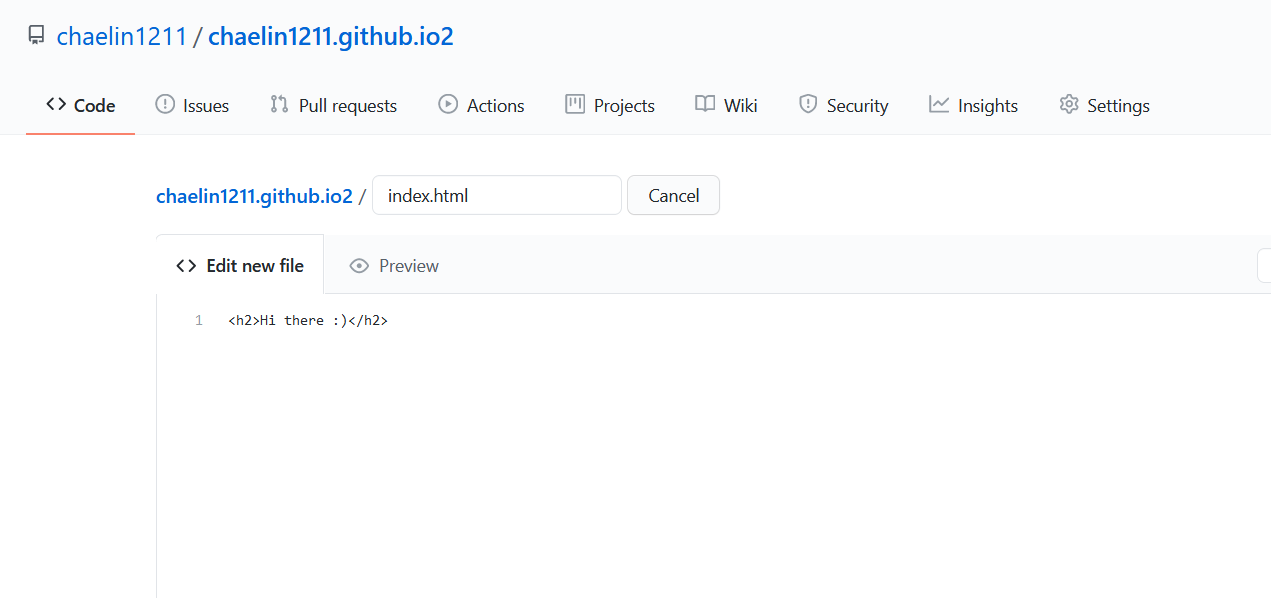 chaelin1211 / chaelin1211.github.io2
Code Issues Pull requests Actions Projects Wiki Security Insights Settings
chaelin1211.github.io2 / index.html Cancel
Edit new file Preview
1 <h2>Hi there :)</h2>